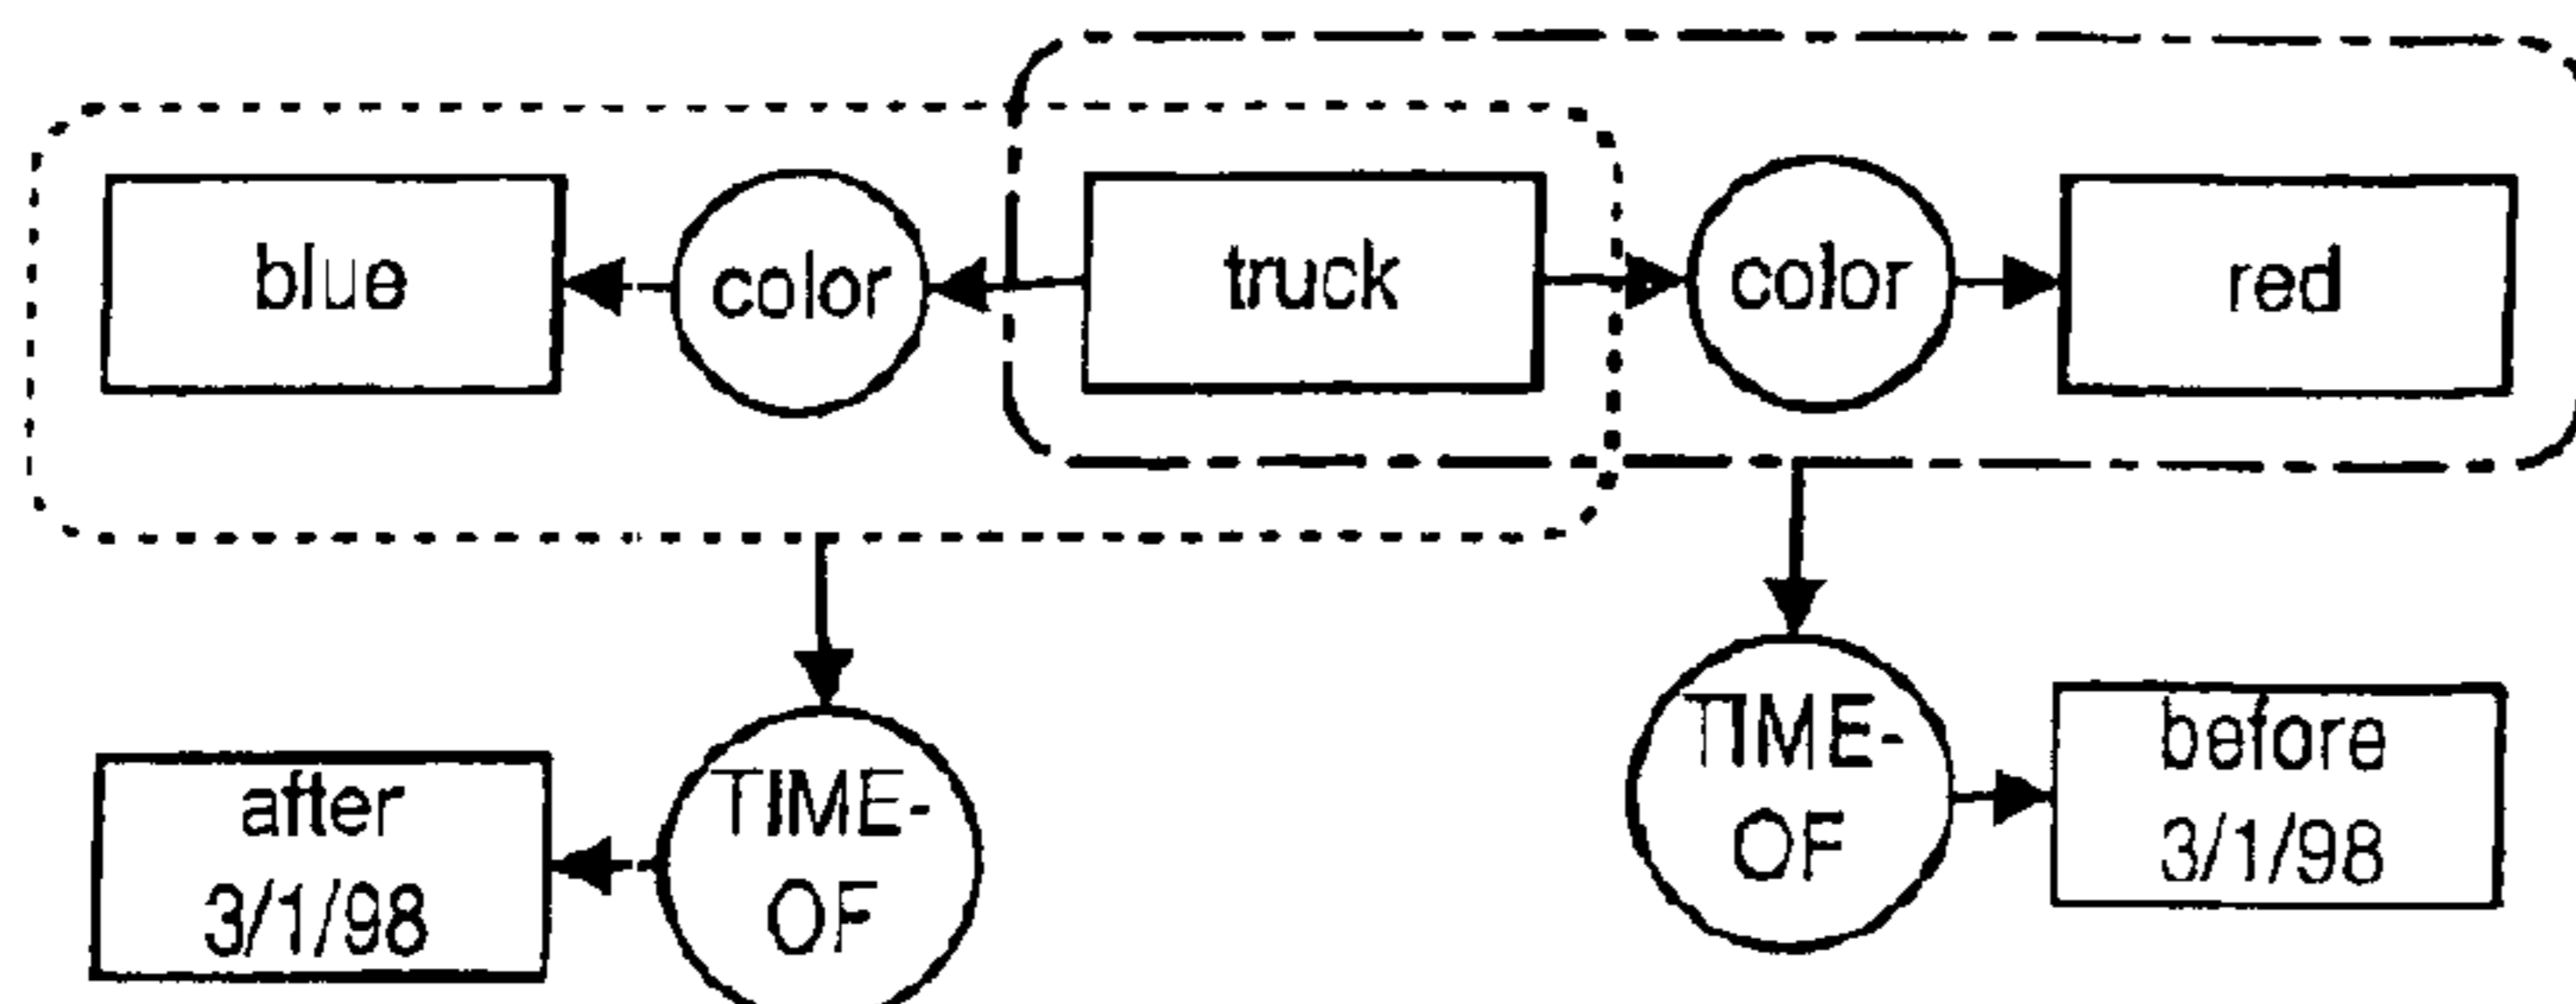 blue
color
truck
color
red
TIME-
OF
before
3/1/98
after
3/1/98
TIME-
OF